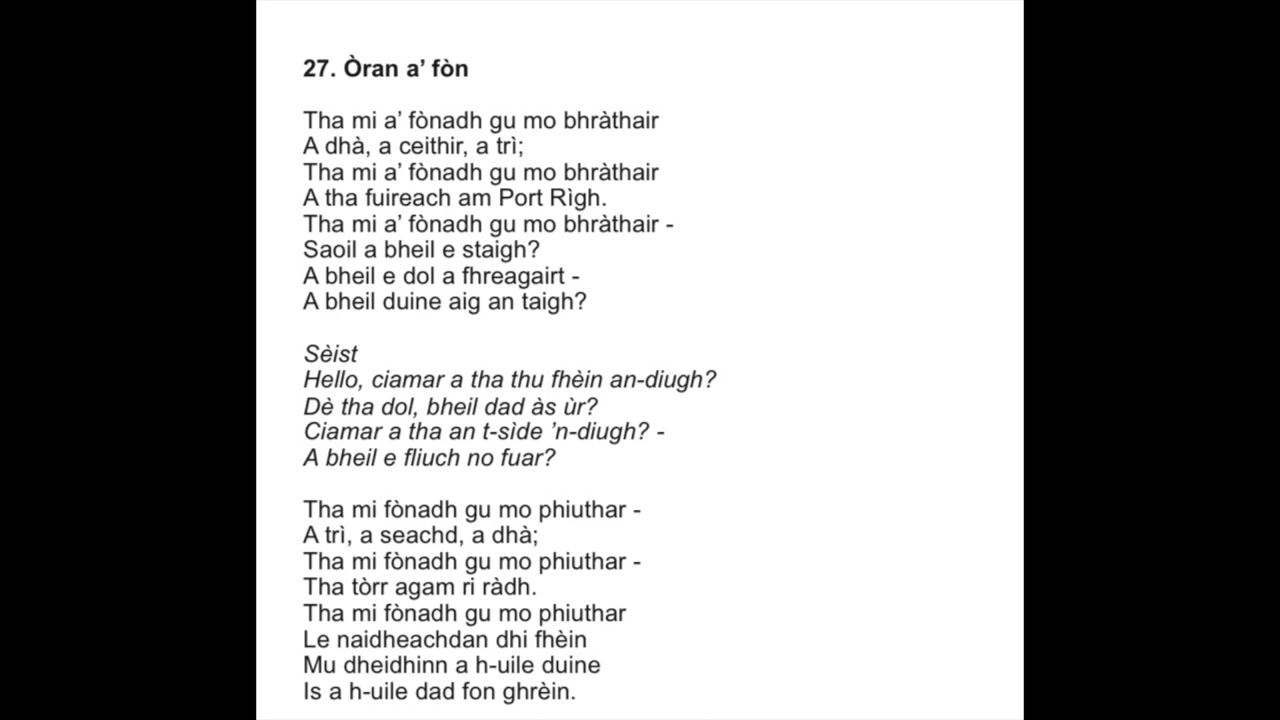 27. Òran a’ fòn
Tha mi a’ fònadh gu mo bhràthair
A dhà, a ceithir, a trì;
Tha mi a’ fònadh gu mo bhràthair
A tha fuireach am Port Rìgh.
Tha mi a’ fònadh gu mo bhràthair -
Saoil a bheil e staigh?
A bheil e dol a fhreagairt -
A bheil duine aig an taigh?
Sèist
Hello, ciamar a tha thu fhèin an-diugh?
Dè tha dol, bheil dad às ùr?
Ciamar a tha an t-sìde ’n-diugh? -
A bheil e fliuch no fuar?
Tha mi fònadh gu mo phiuthar -
A trì, a seachd, a dhà;
Tha mi fònadh gu mo phiuthar -
Tha tòrr agam ri ràdh.
Tha mi fònadh gu mo phiuthar
Le naidheachdan dhi fhèin
Mu dheidhinn a h-uile duine
Is a h-uile dad fon ghrèin.